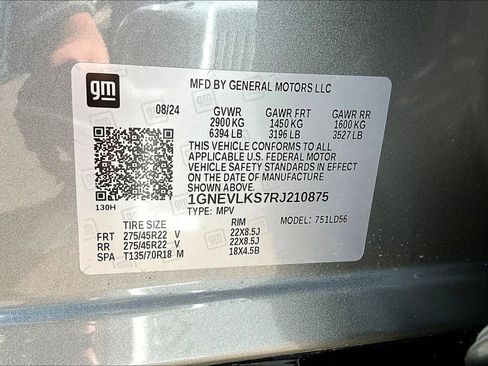 gm
MFD BY GENERAL MOTORS LLC
08/24 GVWR GAWR FRT GAWR RR
2900 KG 1450 KG 1600 KG
6394 LB 3196 LB 3527 LB
THIS VEHICLE CONFORMS TO ALL
APPLICABLE U.S. FEDERAL MOTOR
VEHICLE SAFETY STANDARDS IN EFFECT
ON THE DATE OF MANUFACTURE SHOWN ABOVE.
1GNEVLKS7RJ210875
130H TYPE: MPV MODEL: 751LD56
TIRE SIZE RIM
FRT 275/45R22 V 22X8.5J
RR 275/45R22 V 22X8.5J
SPA T135/70R18 M 18X4.5B